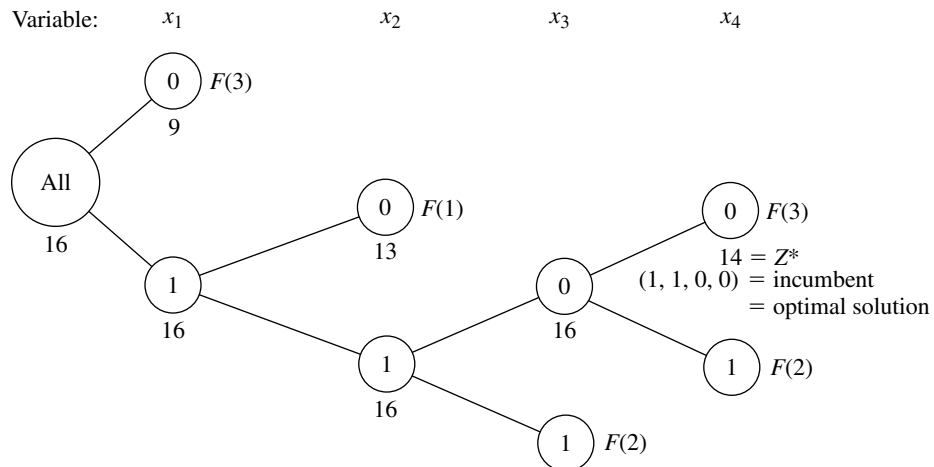 Variable: x₁ x₂ x₃ x₄
0 F(3)
9
All
16
0 F(1)
13
0 F(3)
14 = Z*
(1, 1, 0, 0) = incumbent
= optimal solution
1
16
0
16
1
16
1 F(2)
1 F(2)